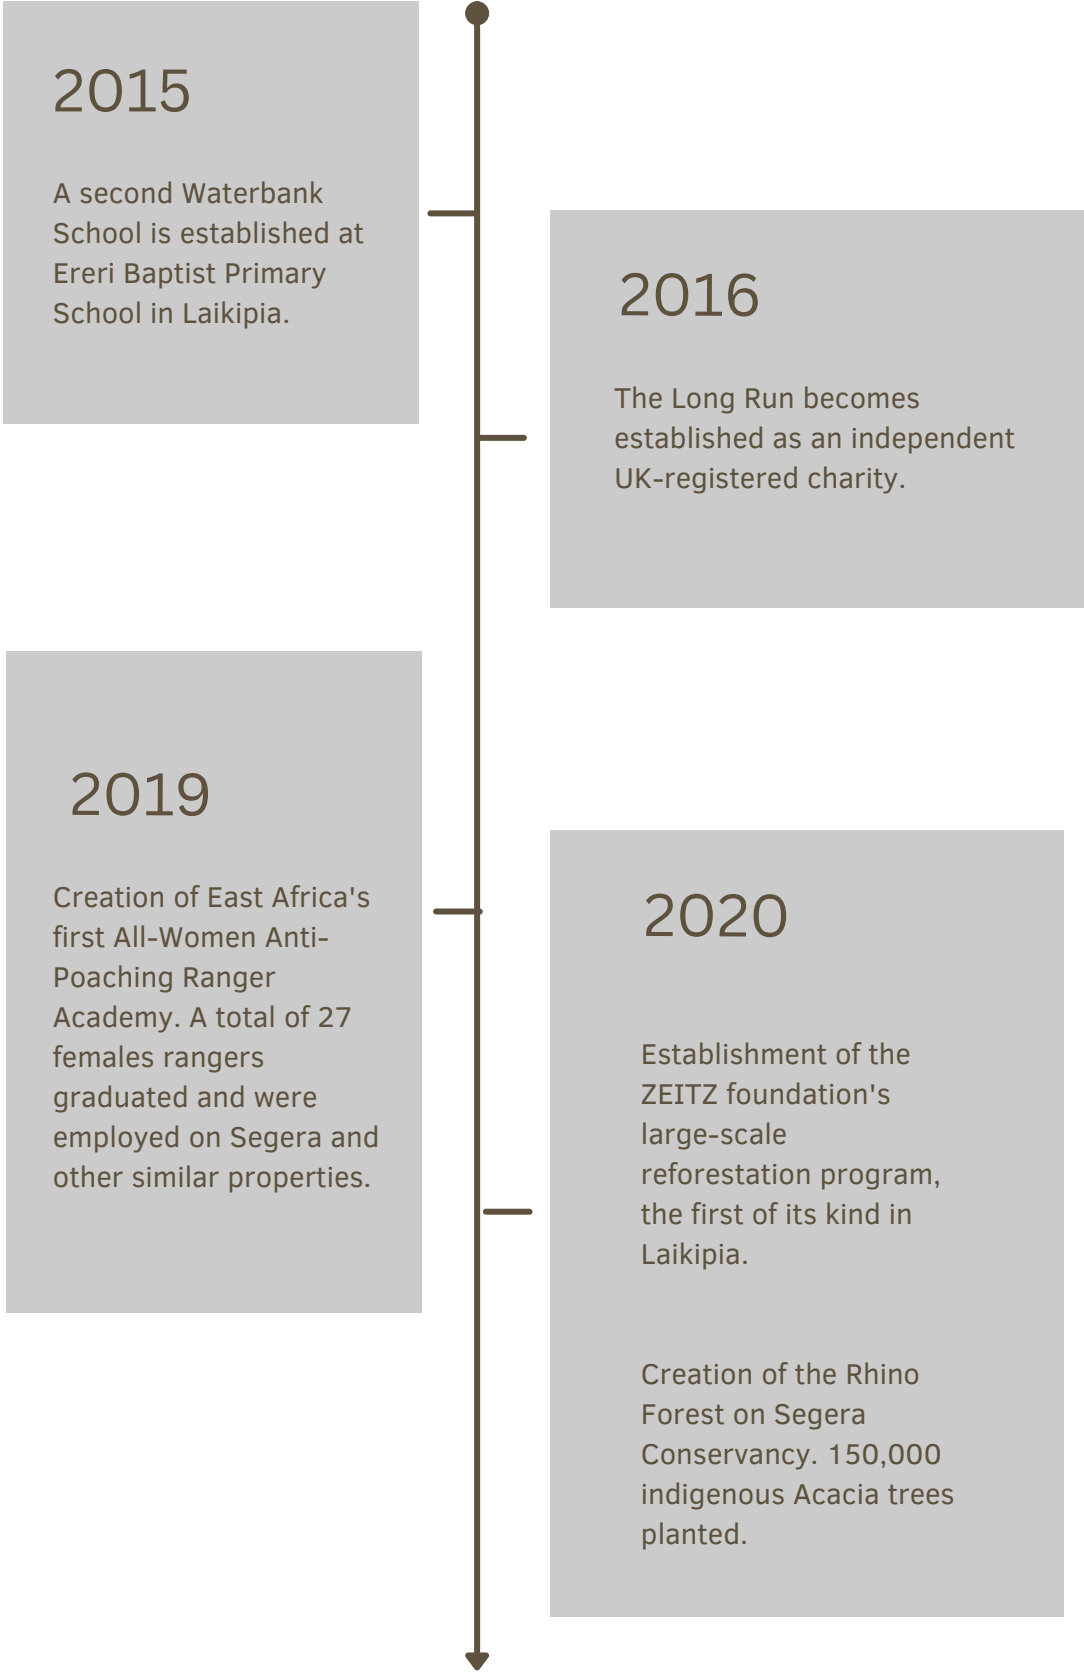 2015
A second Waterbank
School is established at
Ereri Baptist Primary
School in Laikipia.
2016
The Long Run becomes
established as an independent
UK-registered charity.
2019
Creation of East Africa's
first All-Women Anti-
Poaching Ranger
Academy. A total of 27
females rangers
graduated and were
employed on Segera and
other similar properties.
2020
Establishment of the
ZEITZ foundation's
large-scale
reforestation program,
the first of its kind in
Laikipia.
Creation of the Rhino
Forest on Segera
Conservancy. 150,000
indigenous Acacia trees
planted.